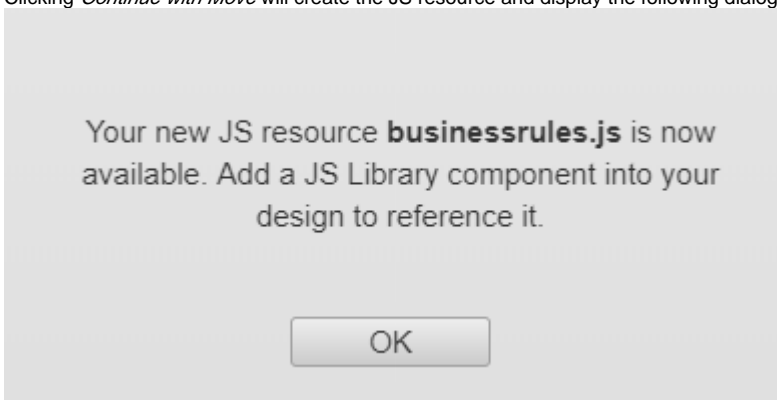 Clicking Continue with Move will create the JS resource and display the following dialog
Your new JS resource businessrules.js is now
available. Add a JS Library component into your
design to reference it.
OK